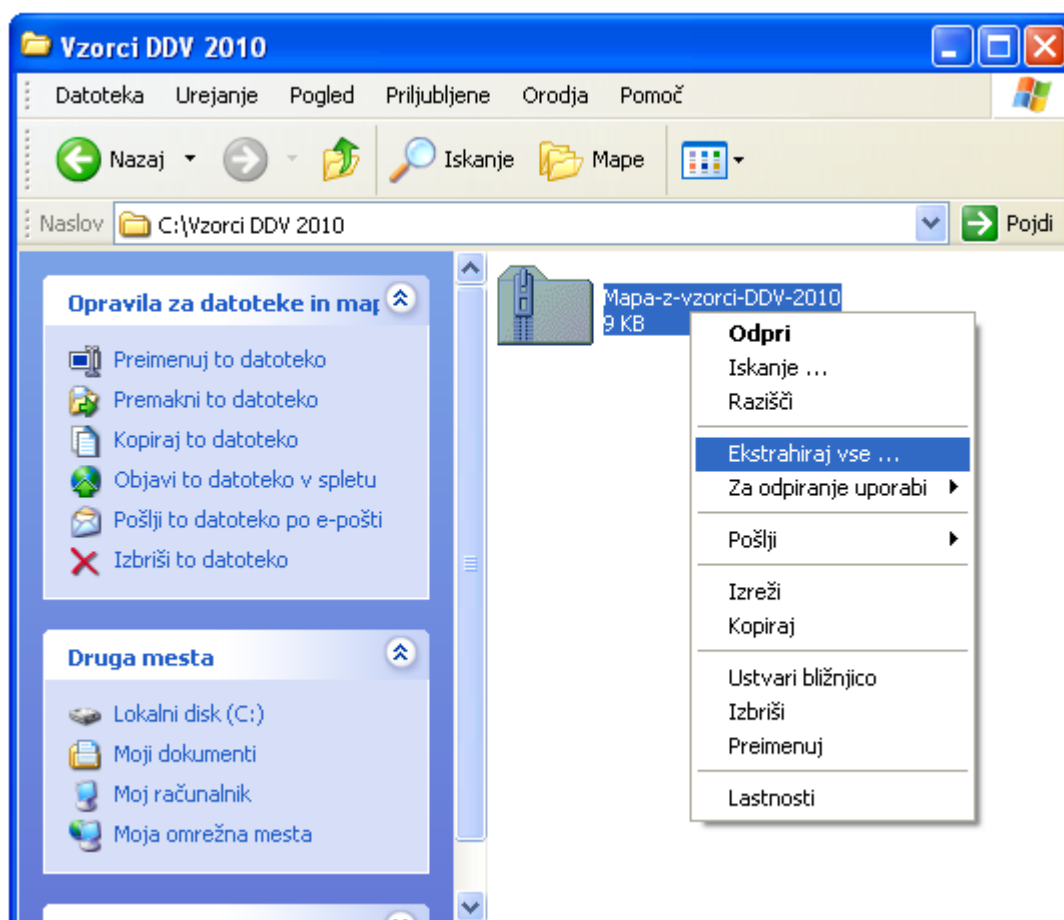 Vzorci DDV 2010
Datoteka Urejanje Pogled Priljubljene Orodja Pomoč
Nazaj Iskanje Mape
Naslov C:\Vzorci DDV 2010 Pojdi
Opravila za datoteke in map
Preimenuj to datoteko
Premakni to datoteko
Kopiraj to datoteko
Objavi to datoteko v spletu
Pošlji to datoteko po e-pošti
Izbriši to datoteko
Druga mesta
Lokalni disk (C:)
Moji dokumenti
Moj računalnik
Moja omrežna mesta
Mapa-z-vzorci-DDV-2010
9 KB
Odpri
Iskanje ...
Razišči
Ekstrahiraj vse ...
Za odpiranje uporabi
Pošlji
Izreži
Kopiraj
Ustvari bližnjico
Izbriši
Preimenuj
Lastnosti